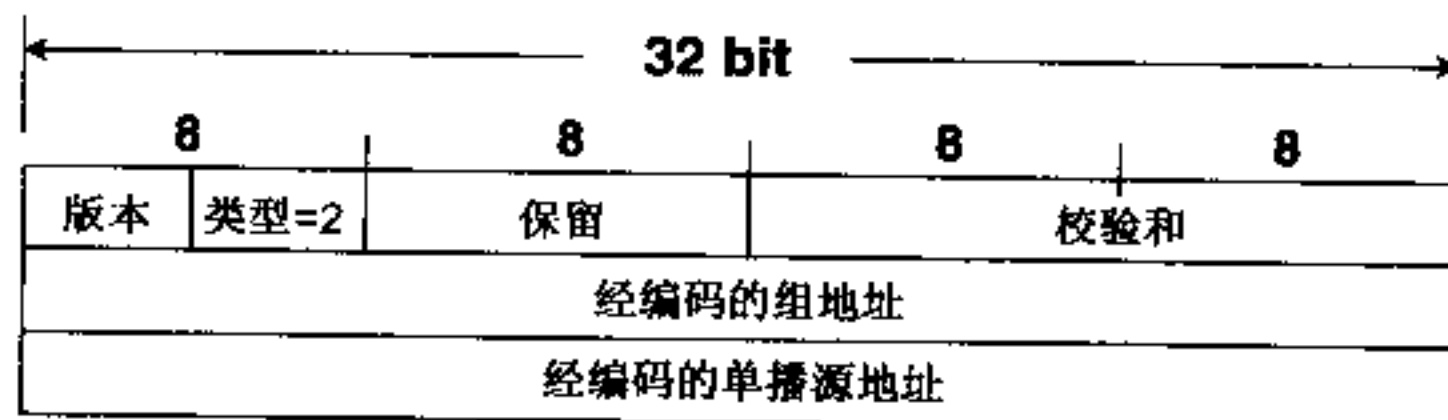 32 bit
8 8 8 8
版本 类型=2 保留 校验和
经编码的组地址
经编码的单播源地址